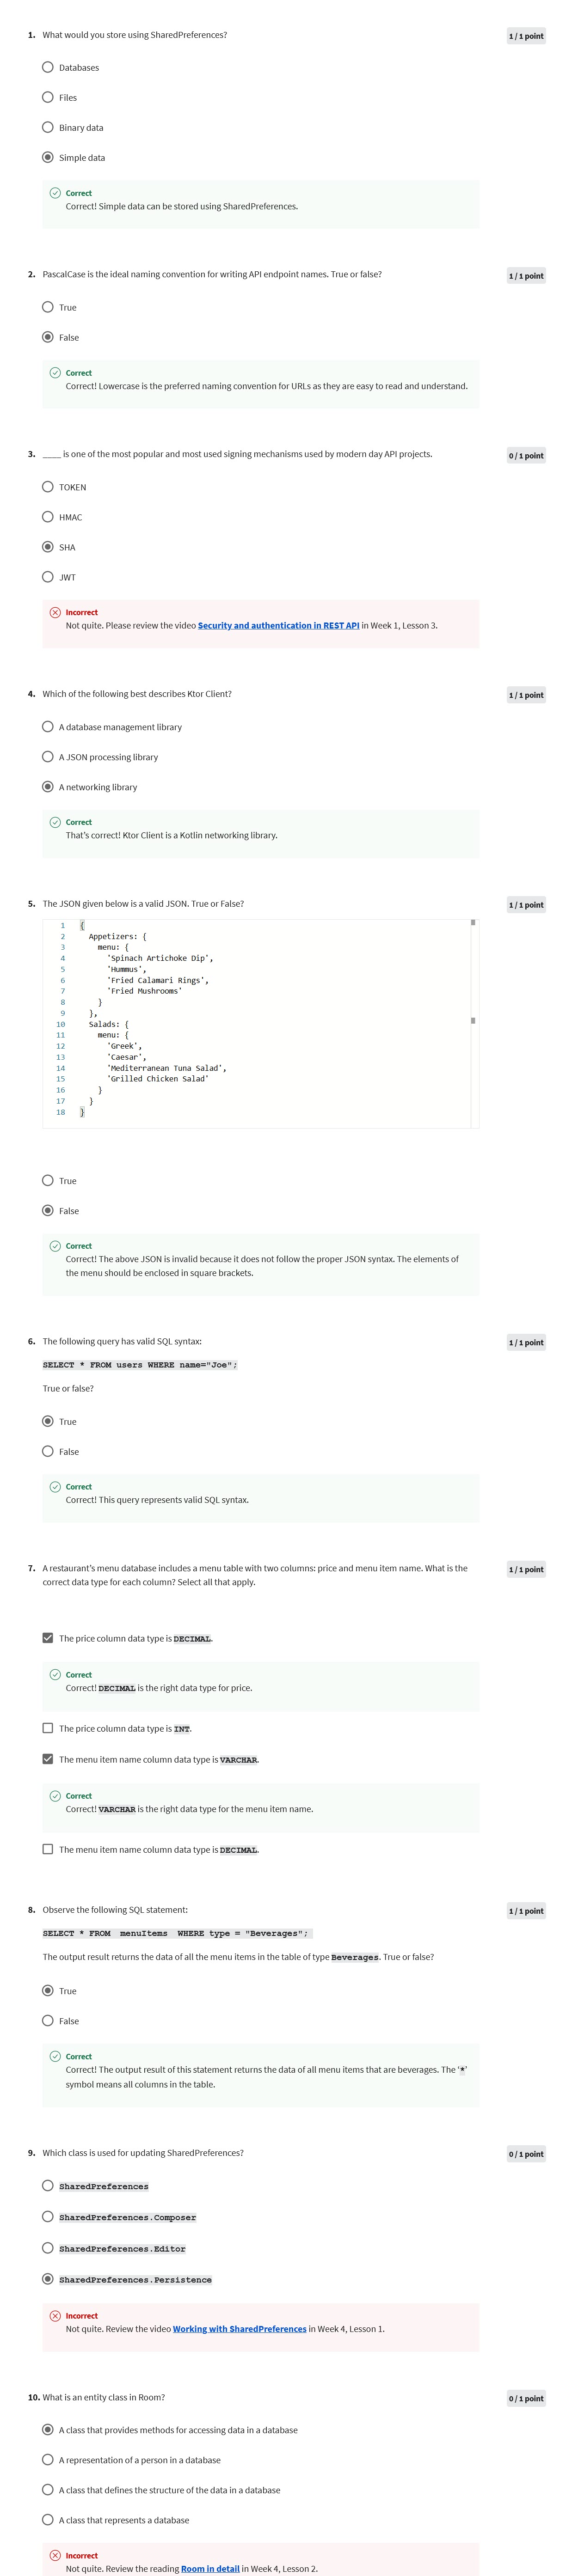 1. What would you store using SharedPreferences?
1 / 1 point
Databases
Files
Binary data
Simple data
Correct
Correct! Simple data can be stored using SharedPreferences.
2. PascalCase is the ideal naming convention for writing API endpoint names. True or false?
1 / 1 point
True
False
Correct
Correct! Lowercase is the preferred naming convention for URLs as they are easy to read and understand.
3. ____ is one of the most popular and most used signing mechanisms used by modern day API projects.
0 / 1 point
TOKEN
HMAC
SHA
JWT
Incorrect
Not quite. Please review the video Security and authentication in REST API in Week 1, Lesson 3.
4. Which of the following best describes Ktor Client?
1 / 1 point
A database management library
A JSON processing library
A networking library
Correct
That's correct! Ktor Client is a Kotlin networking library.
5. The JSON given below is a valid JSON. True or False?
1 / 1 point
1 {
2 Appetizers: {
3 menu: {
4 'Spinach Artichoke Dip',
5 'Hummus',
6 'Fried Calamari Rings',
7 'Fried Mushrooms'
8 }
9 },
10 Salads: {
11 menu: {
12 'Greek',
13 'Caesar',
14 'Mediterranean Tuna Salad',
15 'Grilled Chicken Salad'
16 }
17 }
18 }
True
False
Correct
Correct! The above JSON is invalid because it does not follow the proper JSON syntax. The elements of
the menu should be enclosed in square brackets.
6. The following query has valid SQL syntax:
1 / 1 point
SELECT * FROM users WHERE name="Joe";
True or false?
True
False
Correct
Correct! This query represents valid SQL syntax.
7. A restaurant's menu database includes a menu table with two columns: price and menu item name. What is the
1 / 1 point
correct data type for each column? Select all that apply.
The price column data type is DECIMAL.
Correct
Correct! DECIMAL is the right data type for price.
The price column data type is INT.
The menu item name column data type is VARCHAR.
Correct
Correct! VARCHAR is the right data type for the menu item name.
The menu item name column data type is DECIMAL.
8. Observe the following SQL statement:
1 / 1 point
SELECT * FROM menuItems WHERE type = "Beverages";
The output result returns the data of all the menu items in the table of type Beverages. True or false?
True
False
Correct
Correct! The output result of this statement returns the data of all menu items that are beverages. The '*'
symbol means all columns in the table.
9. Which class is used for updating SharedPreferences?
0 / 1 point
SharedPreferences
SharedPreferences.Composer
SharedPreferences.Editor
SharedPreferences.Persistence
Incorrect
Not quite. Review the video Working with SharedPreferences in Week 4, Lesson 1.
10. What is an entity class in Room?
0 / 1 point
A class that provides methods for accessing data in a database
A representation of a person in a database
A class that defines the structure of the data in a database
A class that represents a database
Incorrect
Not quite. Review the reading Room in detail in Week 4, Lesson 2.